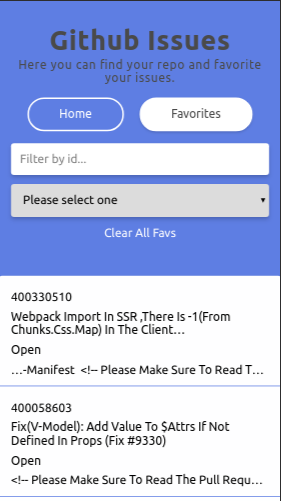 Github Issues
Here you can find your repo and favorite
your issues.
Home
Favorites
Filter by id...
Please select one
Clear All Favs
400330510
Webpack Import In SSR ,There Is -1(From
Chunks.Css.Map) In The Client…
Open
…-Manifest <!-- Please Make Sure To Read T…
400058603
Fix(V-Model): Add Value To $Attrs If Not
Defined In Props (Fix #9330)
Open
<!-- Please Make Sure To Read The Pull Requ…